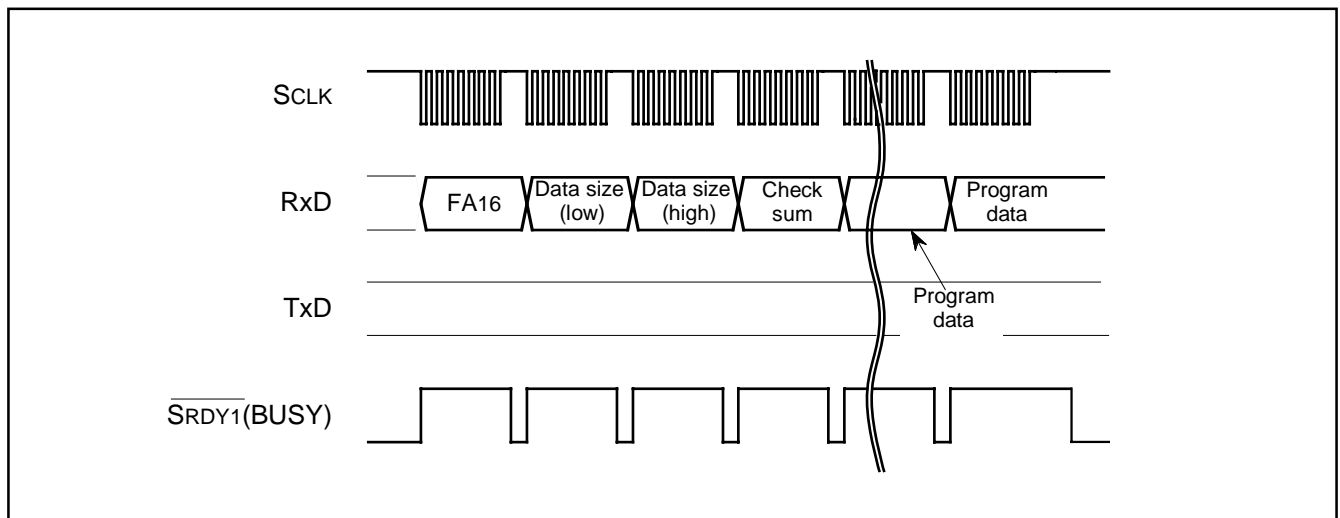 SCLK
RxD
FA16
Data size
(low)
Data size
(high)
Check
sum
Program
data
TxD
Program
data
SRDY1(BUSY)